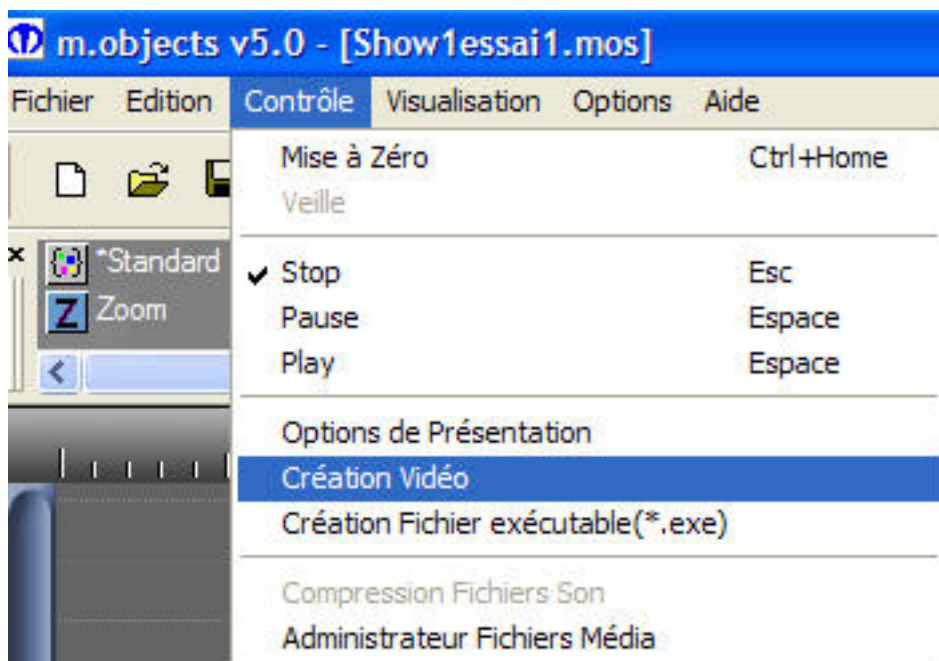 m.objects v5.0 - [Show1essai1.mos]
Fichier Edition Contrôle Visualisation Options Aide
Mise à Zéro Ctrl+Home
Veille
*Standard
Stop Esc
Zoom
Pause Espace
Play Espace
Options de Présentation
Création Vidéo
Création Fichier exécutable(*.exe)
Compression Fichiers Son
Administrateur Fichiers Média